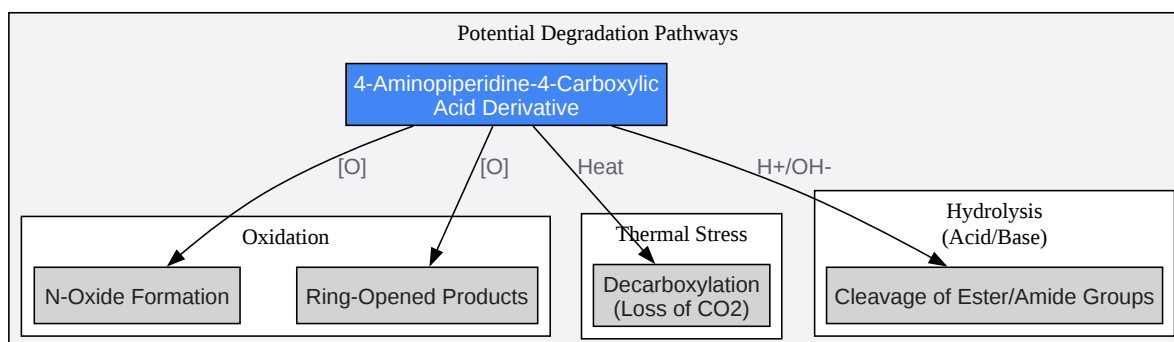 Potential Degradation Pathways
4-Aminopiperidine-4-Carboxylic
Acid Derivative
[O]
[O]
Heat
H+/OH-
Oxidation
Thermal Stress
Hydrolysis
(Acid/Base)
N-Oxide Formation
Ring-Opened Products
Decarboxylation
(Loss of CO2)
Cleavage of Ester/Amide Groups